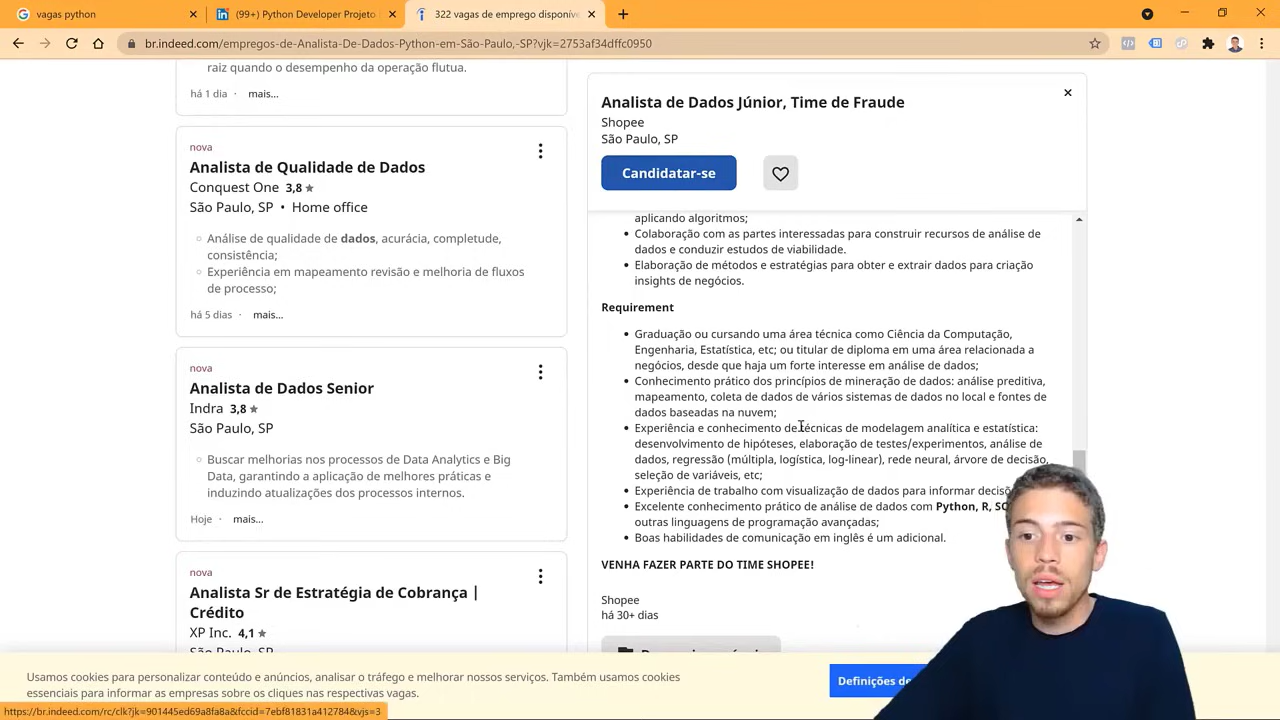 vagas python
(99+) Python Developer Projeto
322 vagas de emprego disponíve
br.indeed.com/empregos-de-Analista-De-Dados-Python-em-São-Paulo,-SP?vjk=2753af34dffc0950
raiz quando o desempenho da operação flutua.
há 1 dia · mais...
nova
Analista de Qualidade de Dados
Conquest One 3,8
São Paulo, SP • Home office
Análise de qualidade de dados, acurácia, completude,
consistência;
Experiência em mapeamento revisão e melhoria de fluxos
de processo;
há 5 dias · mais...
nova
Analista de Dados Senior
Indra 3,8
São Paulo, SP
Buscar melhorias nos processos de Data Analytics e Big
Data, garantindo a aplicação de melhores práticas e
induzindo atualizações dos processos internos.
Hoje · mais...
nova
Analista Sr de Estratégia de Cobrança |
Crédito
XP Inc. 4,1
São Paulo, SP
Analista de Dados Júnior, Time de Fraude
Shopee
São Paulo, SP
Candidatar-se
aplicando algoritmos;
Colaboração com as partes interessadas para construir recursos de análise de
dados e conduzir estudos de viabilidade.
Elaboração de métodos e estratégias para obter e extrair dados para criação
insights de negócios.
Requirement
Graduação ou cursando uma área técnica como Ciência da Computação,
Engenharia, Estatística, etc; ou titular de diploma em uma área relacionada a
negócios, desde que haja um forte interesse em análise de dados;
Conhecimento prático dos princípios de mineração de dados: análise preditiva,
mapeamento, coleta de dados de vários sistemas de dados no local e fontes de
dados baseadas na nuvem;
Experiência e conhecimento de técnicas de modelagem analítica e estatística:
desenvolvimento de hipóteses, elaboração de testes/experimentos, análise de
dados, regressão (múltipla, logística, log-linear), rede neural, árvore de decisão,
seleção de variáveis, etc;
Experiência de trabalho com visualização de dados para informar
Excelente conhecimento prático de análise de dados com Python, R,
outras linguagens de programação avançadas;
Boas habilidades de comunicação em inglês é um adicional.
VENHA FAZER PARTE DO TIME SHOPEE!
Shopee
há 30+ dias
Usamos cookies para personalizar conteúdo e anúncios, analisar o tráfego e melhorar nossos serviços. Também usamos cookies
essenciais para informar as empresas sobre os cliques nas respectivas vagas.
Definições de
https://br.indeed.com/rc/clk?jk=901445ed69a8fa8a&fccid=7ebf81831a412784&vjs=3